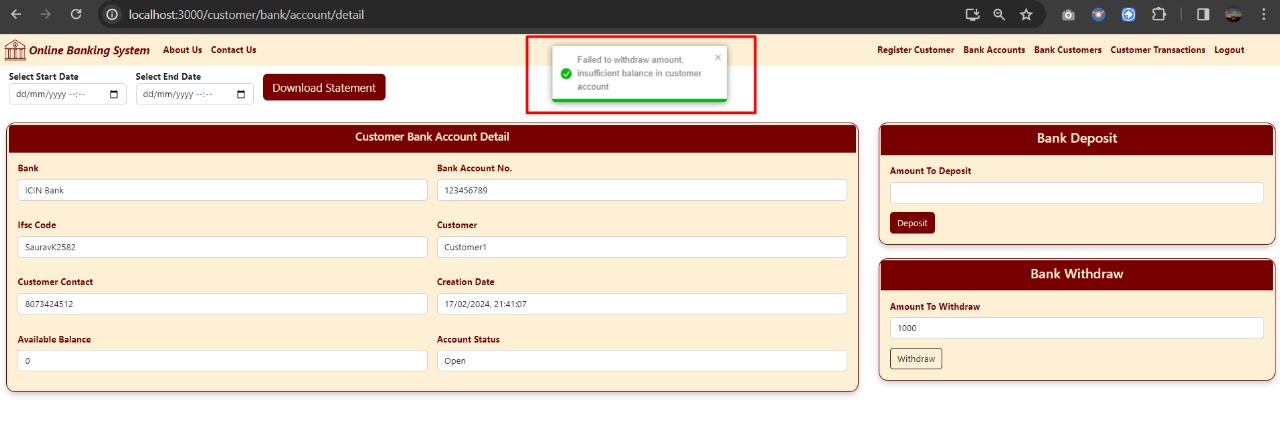 localhost:3000/customer/bank/account/detail
Online Banking System About Us Contact Us
Register Customer Bank Accounts Bank Customers Customer Transactions Logout
Failed to withdraw amount,
insufficient balance in customer
account
×
Select Start Date Select End Date
dd/mm/yyyy --:-- dd/mm/yyyy --:-- Download Statement
Customer Bank Account Detail
Bank Bank Account No.
ICIN Bank 123456789
Ifsc Code Customer
SauravK2582 Customer1
Customer Contact Creation Date
8073424512 17/02/2024, 21:41:07
Available Balance Account Status
0 Open
Bank Deposit
Amount To Deposit
Deposit
Bank Withdraw
Amount To Withdraw
1000
Withdraw